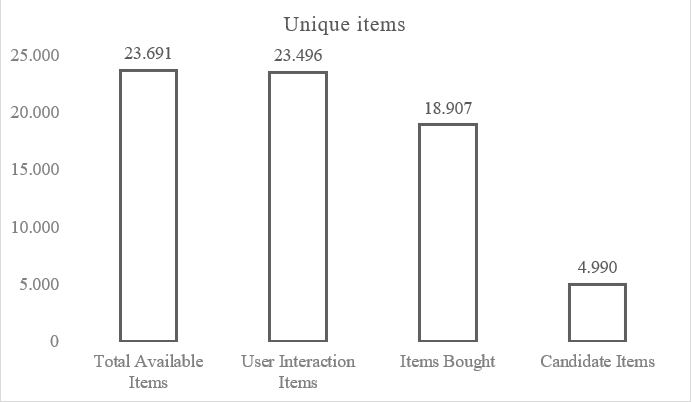 Unique items
25.000
20.000
15.000
10.000
5.000
0
23.691
23.496
18.907
4.990
Total Available
Items
User Interaction
Items
Items Bought
Candidate Items